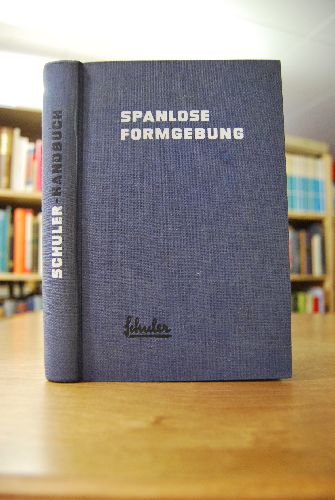 SPANLOSE
FORMGEBUNG
Schuler
SCHULER HANDBUCH